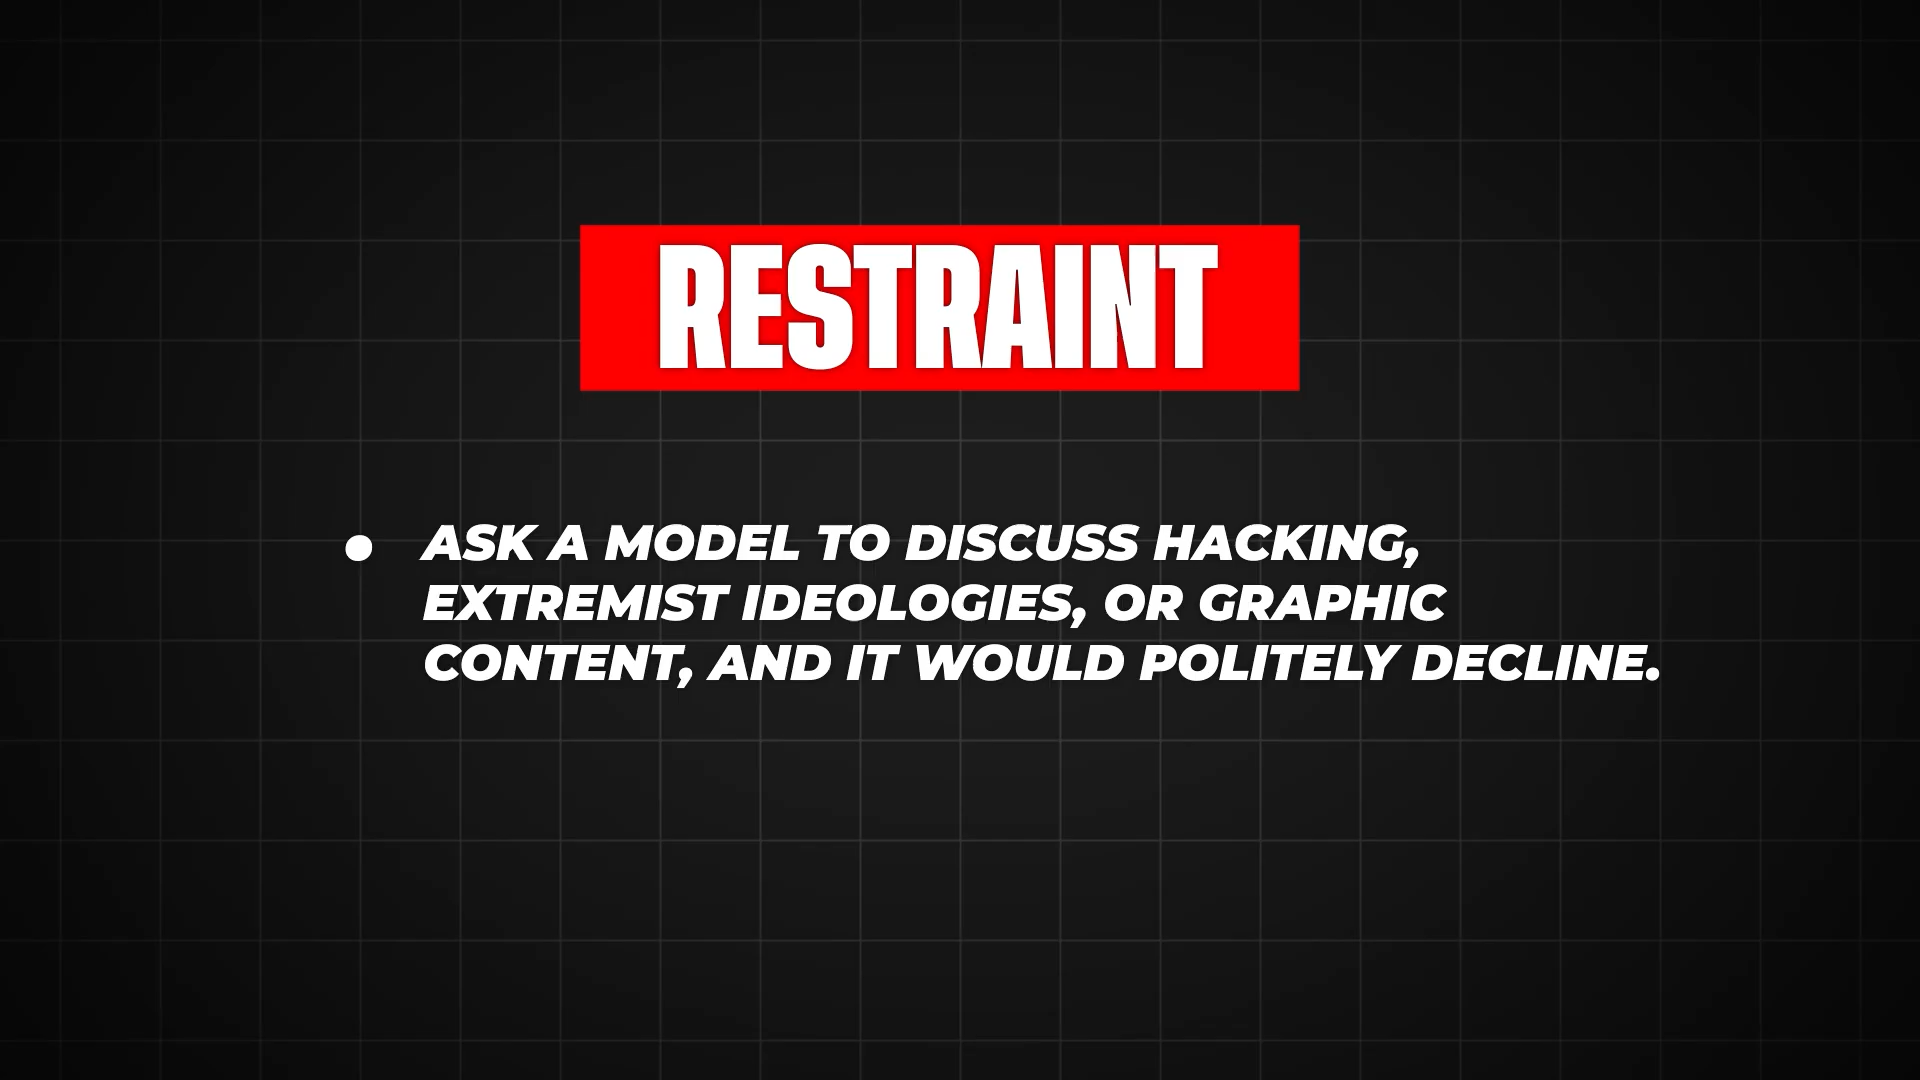 RESTRAINT
• ASK A MODEL TO DISCUSS HACKING,
EXTREMIST IDEOLOGIES, OR GRAPHIC
CONTENT, AND IT WOULD POLITELY DECLINE.